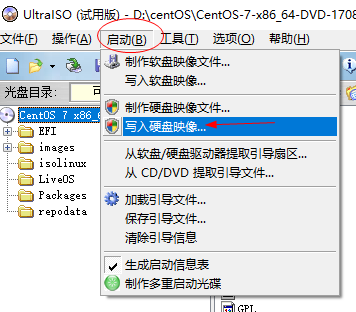 UltraISO (试用版) - D:\centOS\CentOS-7-x86_64-DVD-1708
文件(F) 操作(A) 启动(B) 工具(T) 选项(O) 帮助(H)
制作软盘映像文件...
写入软盘映像...
光盘目录: 可
制作硬盘映像文件...
CentOS 7 x86_6
写入硬盘映像...
EFI
images
从软盘/硬盘驱动器提取引导扇区...
isolinux
从 CD/DVD 提取引导文件...
LiveOS
Packages
加载引导文件...
repodata
保存引导文件...
清除引导信息
生成启动信息表
制作多重启动光碟
GPL